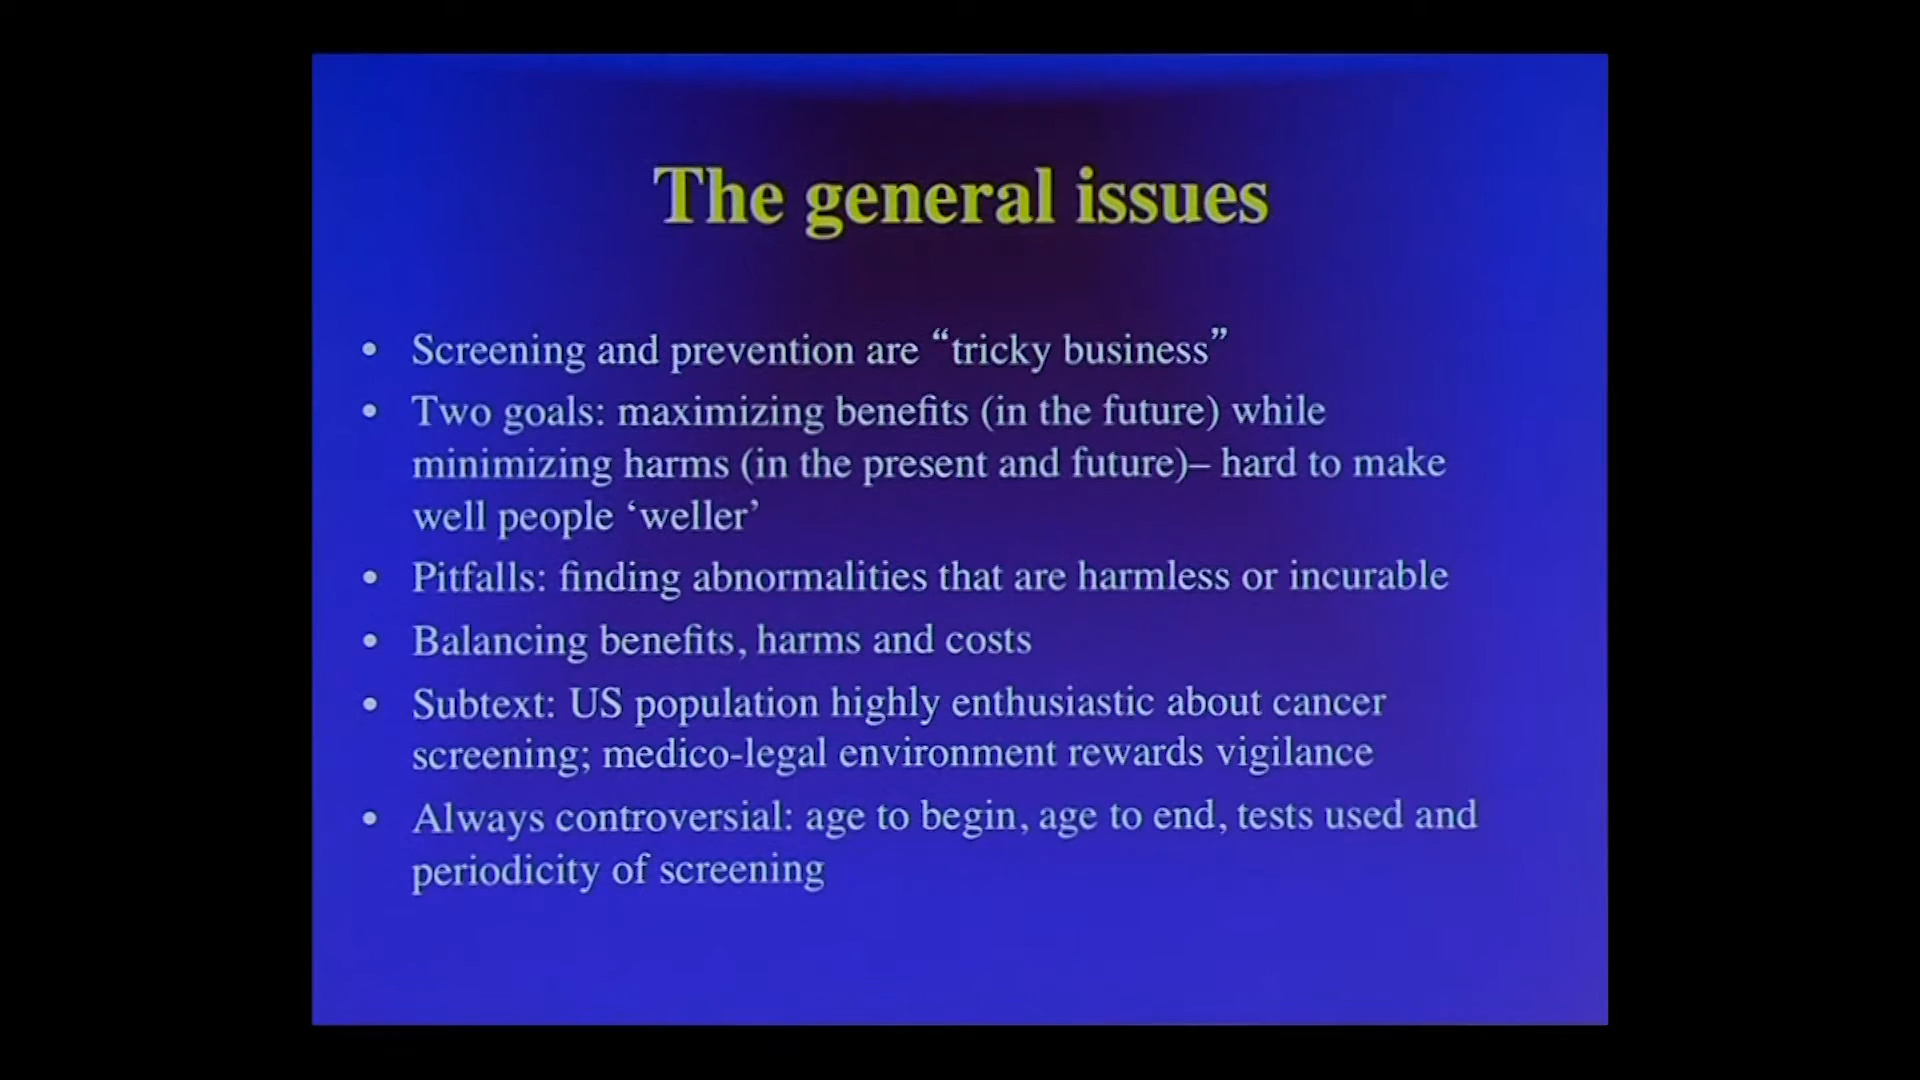 The general issues
• Screening and prevention are “tricky business”
• Two goals: maximizing benefits (in the future) while
minimizing harms (in the present and future)– hard to make
well people ‘weller’
• Pitfalls: finding abnormalities that are harmless or incurable
• Balancing benefits, harms and costs
• Subtext: US population highly enthusiastic about cancer
screening; medico-legal environment rewards vigilance
• Always controversial: age to begin, age to end, tests used and
periodicity of screening